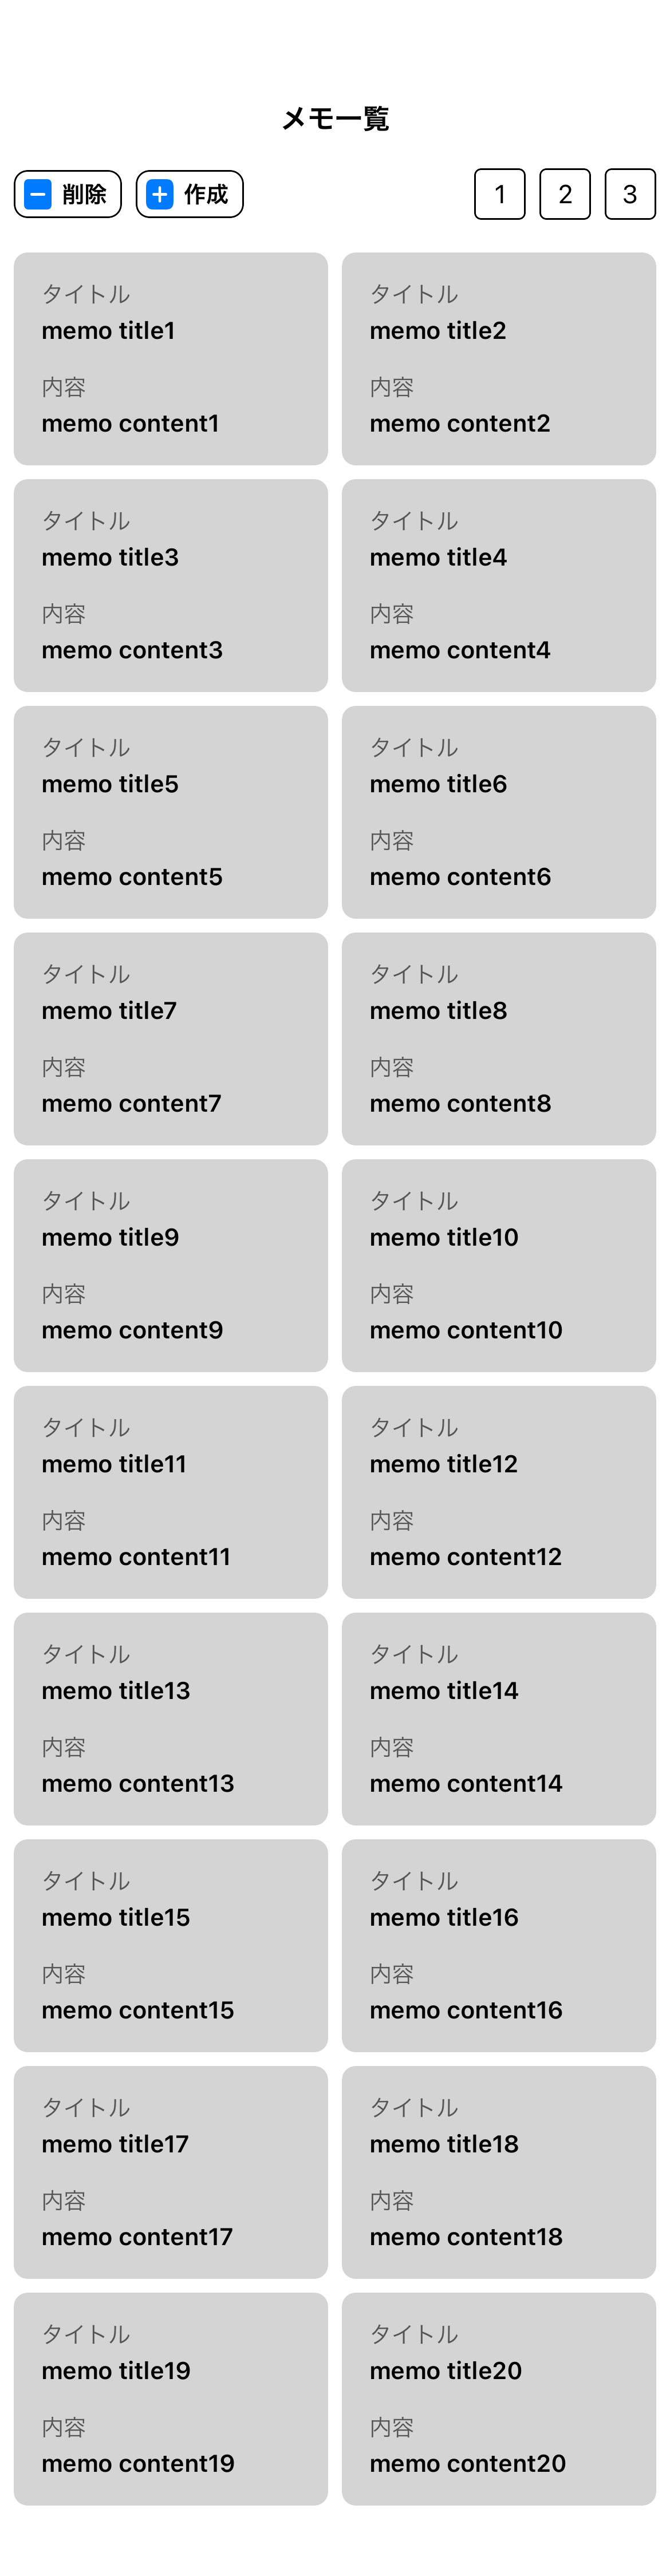 メモ一覧
削除 作成 1 2 3
タイトル
memo title1
内容
memo content1
タイトル
memo title2
内容
memo content2
タイトル
memo title3
内容
memo content3
タイトル
memo title4
内容
memo content4
タイトル
memo title5
内容
memo content5
タイトル
memo title6
内容
memo content6
タイトル
memo title7
内容
memo content7
タイトル
memo title8
内容
memo content8
タイトル
memo title9
内容
memo content9
タイトル
memo title10
内容
memo content10
タイトル
memo title11
内容
memo content11
タイトル
memo title12
内容
memo content12
タイトル
memo title13
内容
memo content13
タイトル
memo title14
内容
memo content14
タイトル
memo title15
内容
memo content15
タイトル
memo title16
内容
memo content16
タイトル
memo title17
内容
memo content17
タイトル
memo title18
内容
memo content18
タイトル
memo title19
内容
memo content19
タイトル
memo title20
内容
memo content20